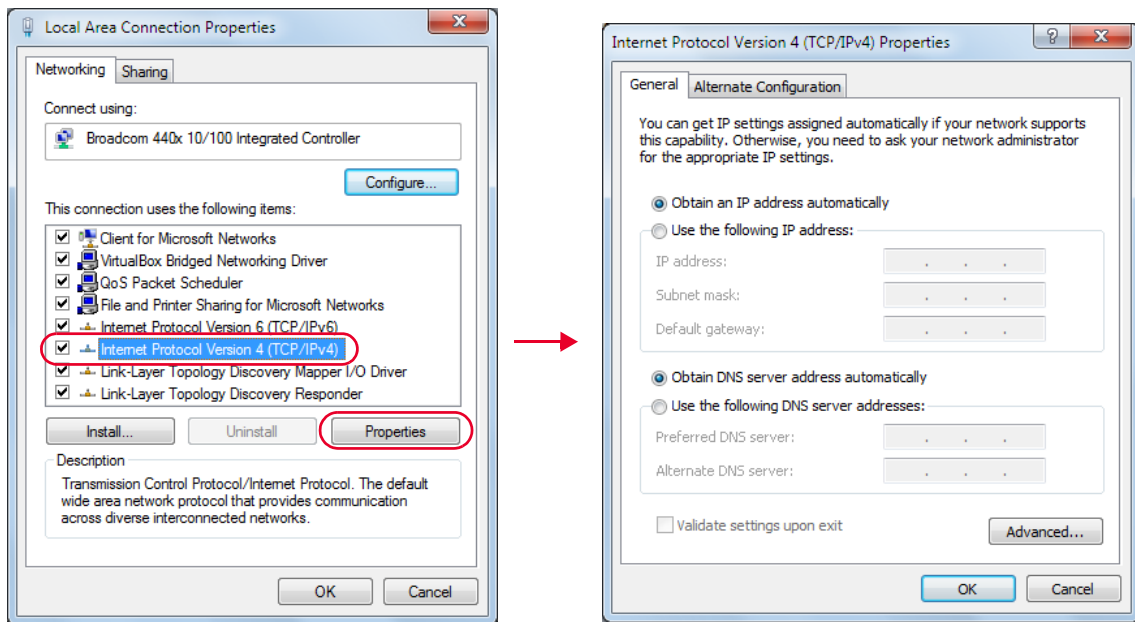 Local Area Connection Properties
Networking
Sharing
Connect using:
Broadcom 440x 10/100 Integrated Controller
Configure...
This connection uses the following items:
Client for Microsoft Networks
VirtualBox Bridged Networking Driver
QoS Packet Scheduler
File and Printer Sharing for Microsoft Networks
Internet Protocol Version 6 (TCP/IPv6)
Internet Protocol Version 4 (TCP/IPv4)
Link-Layer Topology Discovery Mapper I/O Driver
Link-Layer Topology Discovery Responder
Install...
Uninstall
Properties
Description
Transmission Control Protocol/Internet Protocol. The default
wide area network protocol that provides communication
across diverse interconnected networks.
OK
Cancel
Internet Protocol Version 4 (TCP/IPv4) Properties
General
Alternate Configuration
You can get IP settings assigned automatically if your network supports
this capability. Otherwise, you need to ask your network administrator
for the appropriate IP settings.
Obtain an IP address automatically
Use the following IP address:
IP address:
Subnet mask:
Default gateway:
Obtain DNS server address automatically
Use the following DNS server addresses:
Preferred DNS server:
Alternate DNS server:
Validate settings upon exit
Advanced...
OK
Cancel